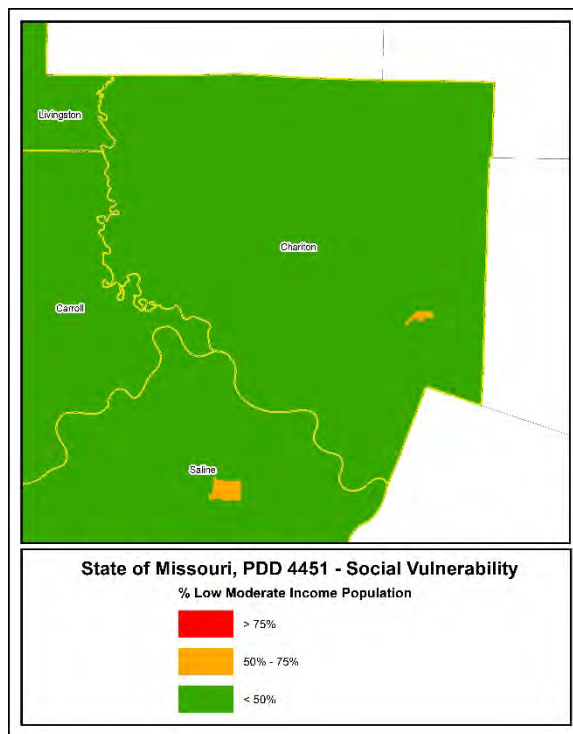 Livingston
Chariton
Carroll
Saline
State of Missouri, PDD 4451 - Social Vulnerability
% Low Moderate Income Population
> 75%
50% - 75%
< 50%